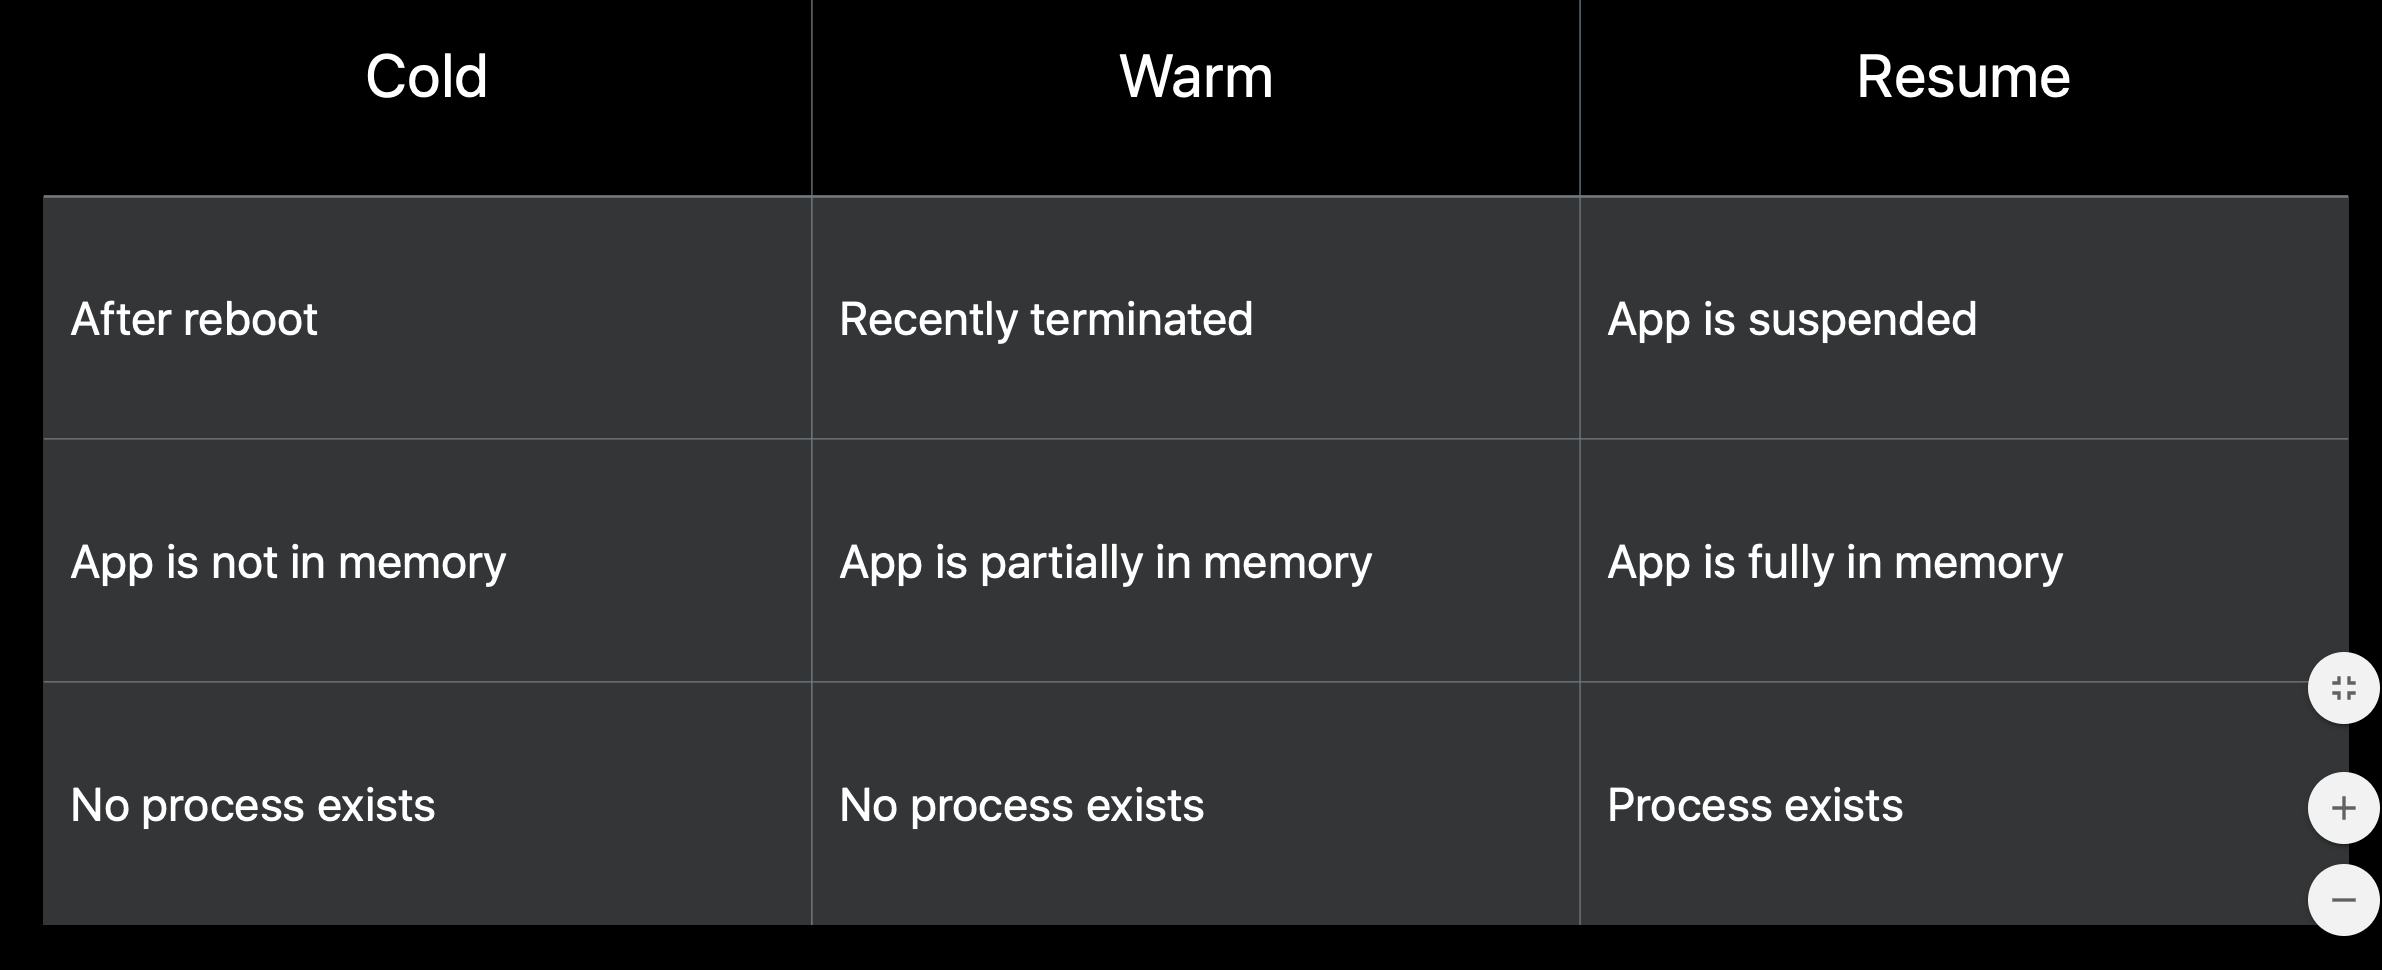 Cold
Warm
Resume
After reboot
Recently terminated
App is suspended
App is not in memory
App is partially in memory
App is fully in memory
No process exists
No process exists
Process exists